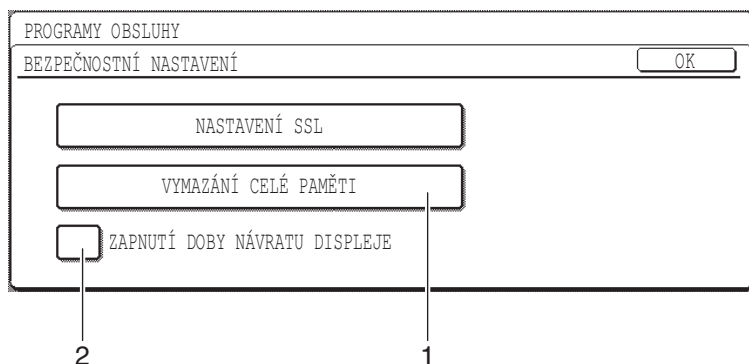 PROGRAMY OBSLUHY
BEZPEČNOSTNÍ NASTAVENÍ
OK
NASTAVENÍ SSL
VYMAZÁNÍ CELÉ PAMĚTI
ZAPNUTÍ DOBY NÁVRATU DISPLEJE
2 1